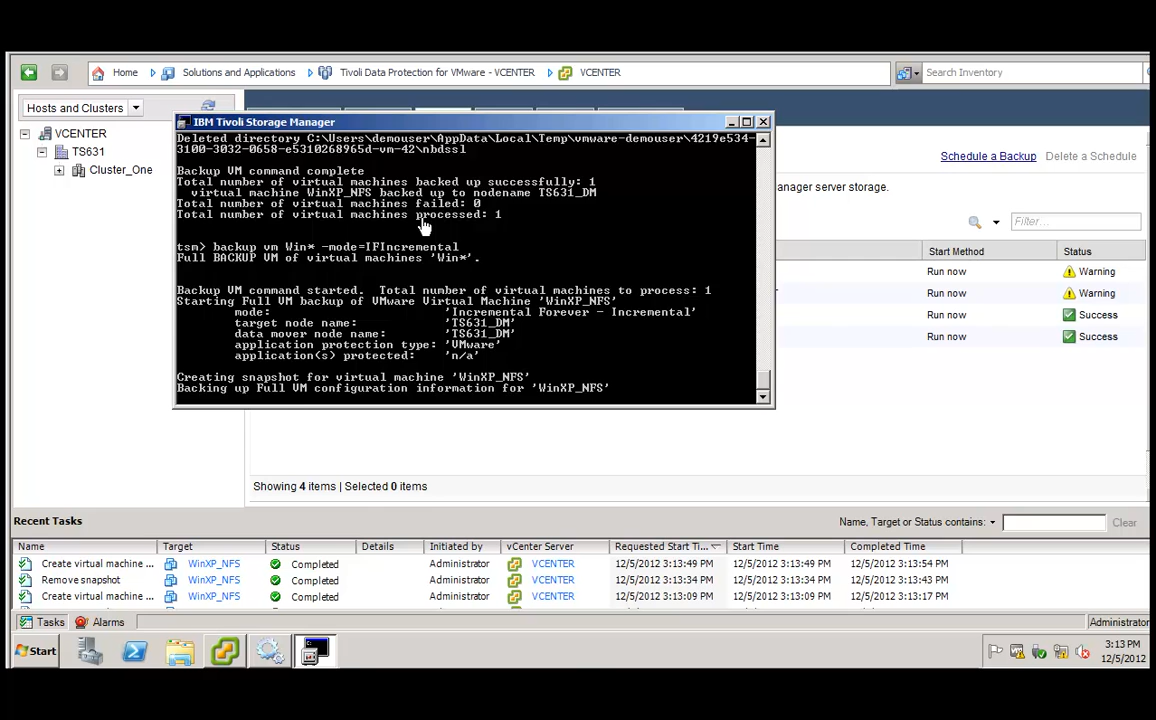 Home Solutions and Applications Tivoli Data Protection for VMware - VCENTER VCENTER Search Inventory
Hosts and Clusters
VCENTER
TS631
Cluster_One
IBM Tivoli Storage Manager
Deleted directory C:\Users\demouser\AppData\Local\Temp\vmware-demouser\4219e534-
3100-3032-0658-e5310268965d-vm-42\nbdssl
Backup VM command complete
Total number of virtual machines backed up successfully: 1
virtual machine WinXP_NFS backed up to nodename TS631_DM
Total number of virtual machines failed: 0
Total number of virtual machines processed: 1
tsm> backup vm Win* -mode=IFIncremental
Full BACKUP VM of virtual machines 'Win*'.
Backup VM command started. Total number of virtual machines to process: 1
Starting Full VM backup of VMware Virtual Machine 'WinXP_NFS'
mode: 'Incremental Forever - Incremental'
target node name: 'TS631_DM'
data mover node name: 'TS631_DM'
application protection type: 'VMware'
application(s) protected: 'n/a'
Creating snapshot for virtual machine 'WinXP_NFS'
Backing up Full VM configuration information for 'WinXP_NFS'
Schedule a Backup Delete a Schedule
anager server storage.
Filter...
Start Method Status
Run now Warning
Run now Warning
Run now Success
Run now Success
Showing 4 items | Selected 0 items
Recent Tasks Name, Target or Status contains: Clear
Name Target Status Details Initiated by vCenter Server Requested Start Ti... Start Time Completed Time
Create virtual machine ... WinXP_NFS Completed Administrator VCENTER 12/5/2012 3:13:49 PM 12/5/2012 3:13:49 PM 12/5/2012 3:13:54 PM
Remove snapshot WinXP_NFS Completed Administrator VCENTER 12/5/2012 3:13:34 PM 12/5/2012 3:13:34 PM 12/5/2012 3:13:43 PM
Create virtual machine ... WinXP_NFS Completed Administrator VCENTER 12/5/2012 3:13:09 PM 12/5/2012 3:13:09 PM 12/5/2012 3:13:17 PM
Tasks Alarms Administrator
Start 3:13 PM
12/5/2012